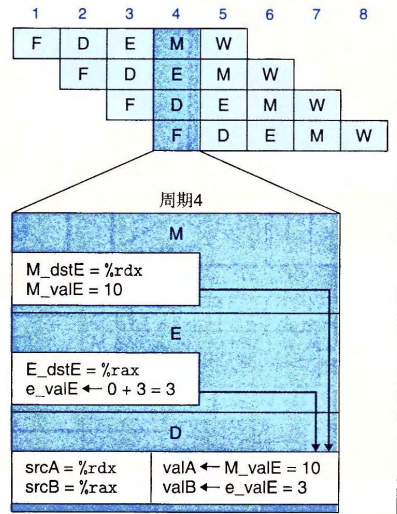 1 2 3 4 5 6 7 8
F D E M W
F D E M W
F D E M W
F D E M W
周期4
M
M_dstE = %rdx
M_valE = 10
E
E_dstE = %rax
e_valE ← 0 + 3 = 3
D
srcA = %rdx valA ← M_valE = 10
srcB = %rax valB ← e_valE = 3